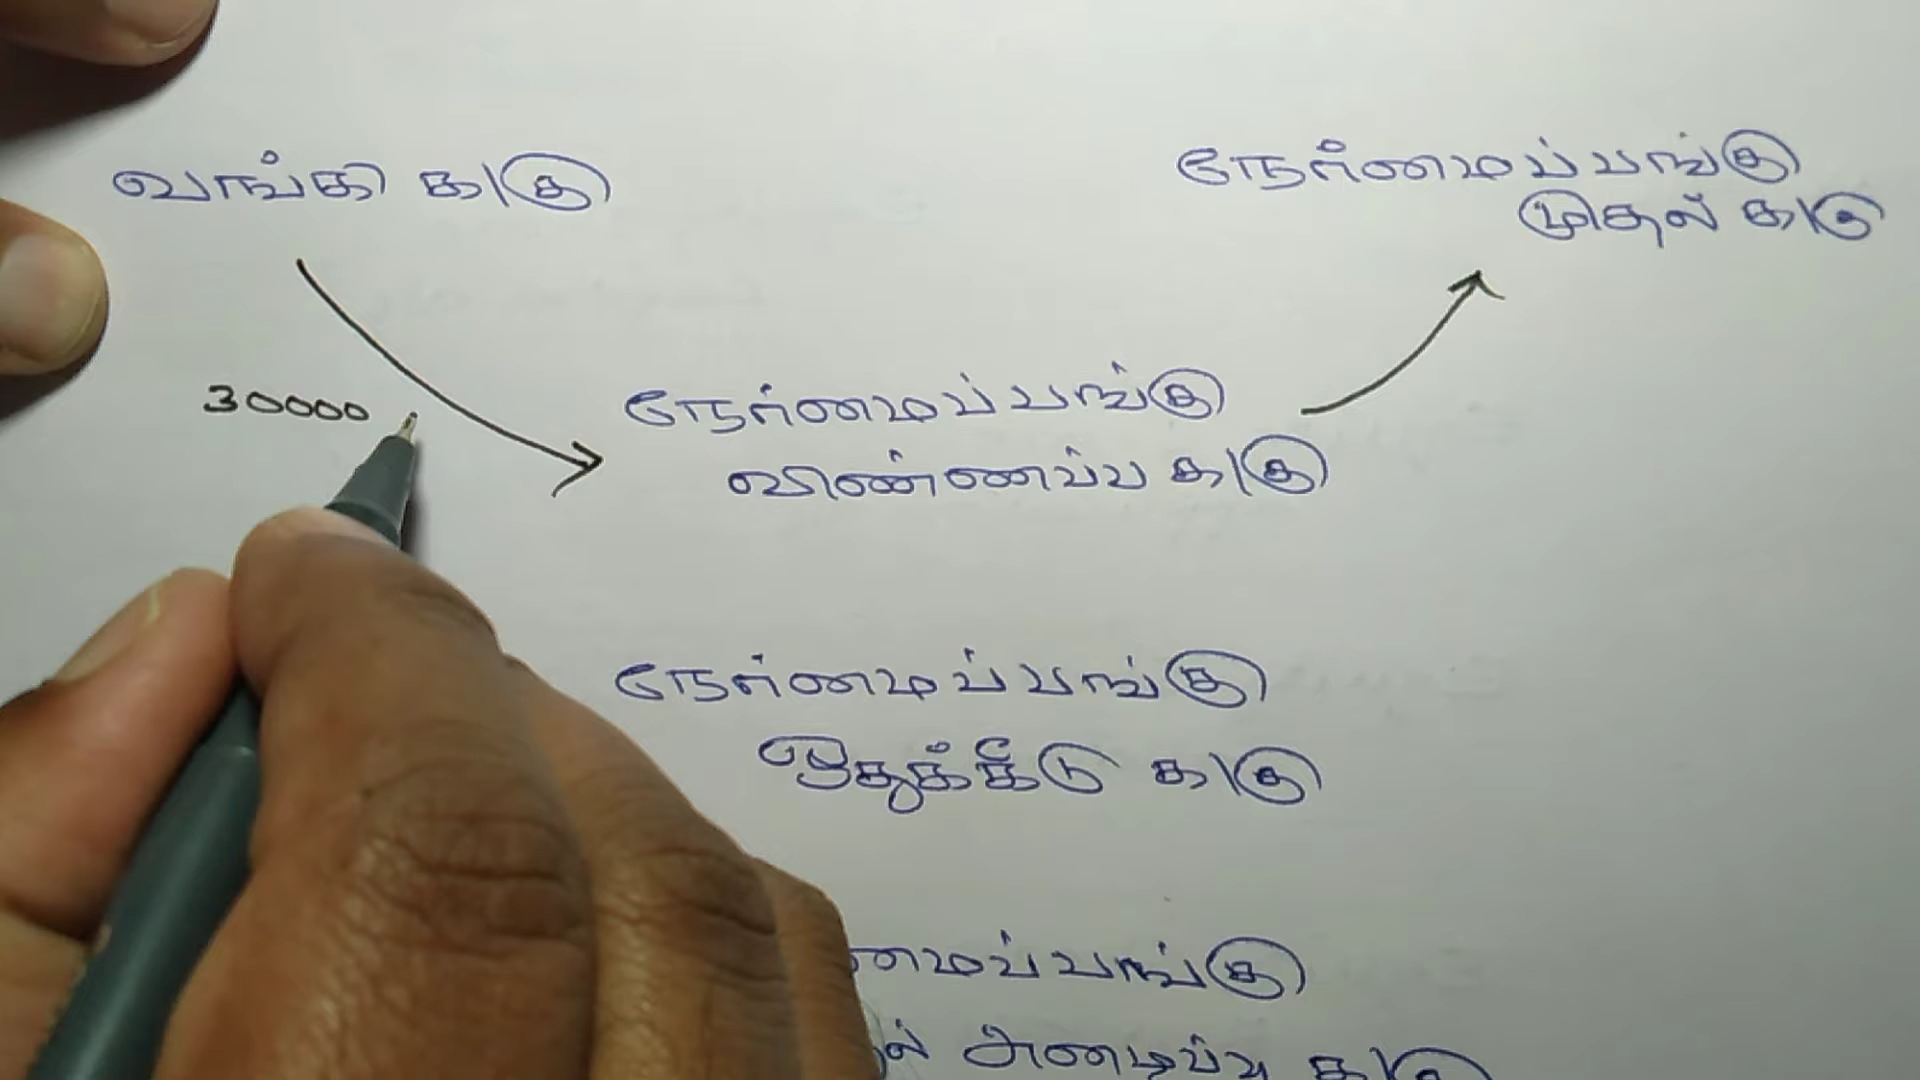 வங்கி க/கு
நேர்மைப்பங்கு
முதல் க/கு
30000
நேர்மைப்பங்கு
விண்ணப்ப க/கு
நேர்மைப்பங்கு
ஒதுக்கீடு க/கு
மைப்பங்கு
அழைப்பு க/கு